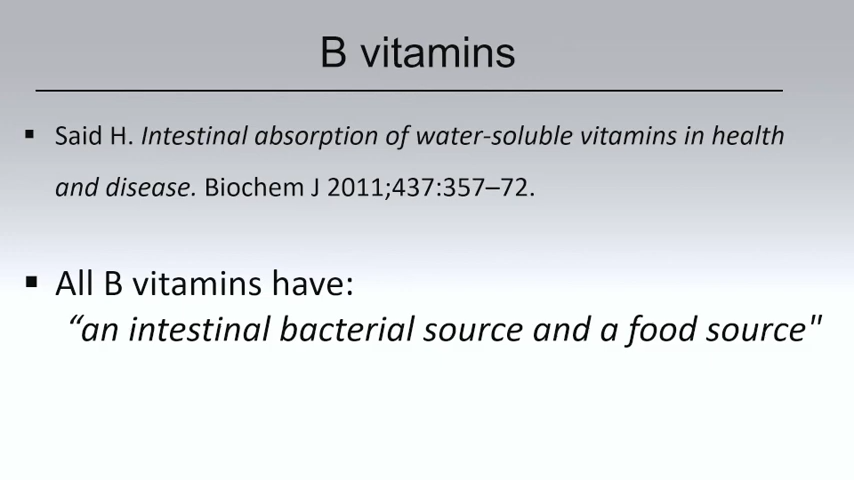 B vitamins
▪ Said H. Intestinal absorption of water-soluble vitamins in health
and disease. Biochem J 2011;437:357–72.
▪ All B vitamins have:
“an intestinal bacterial source and a food source"